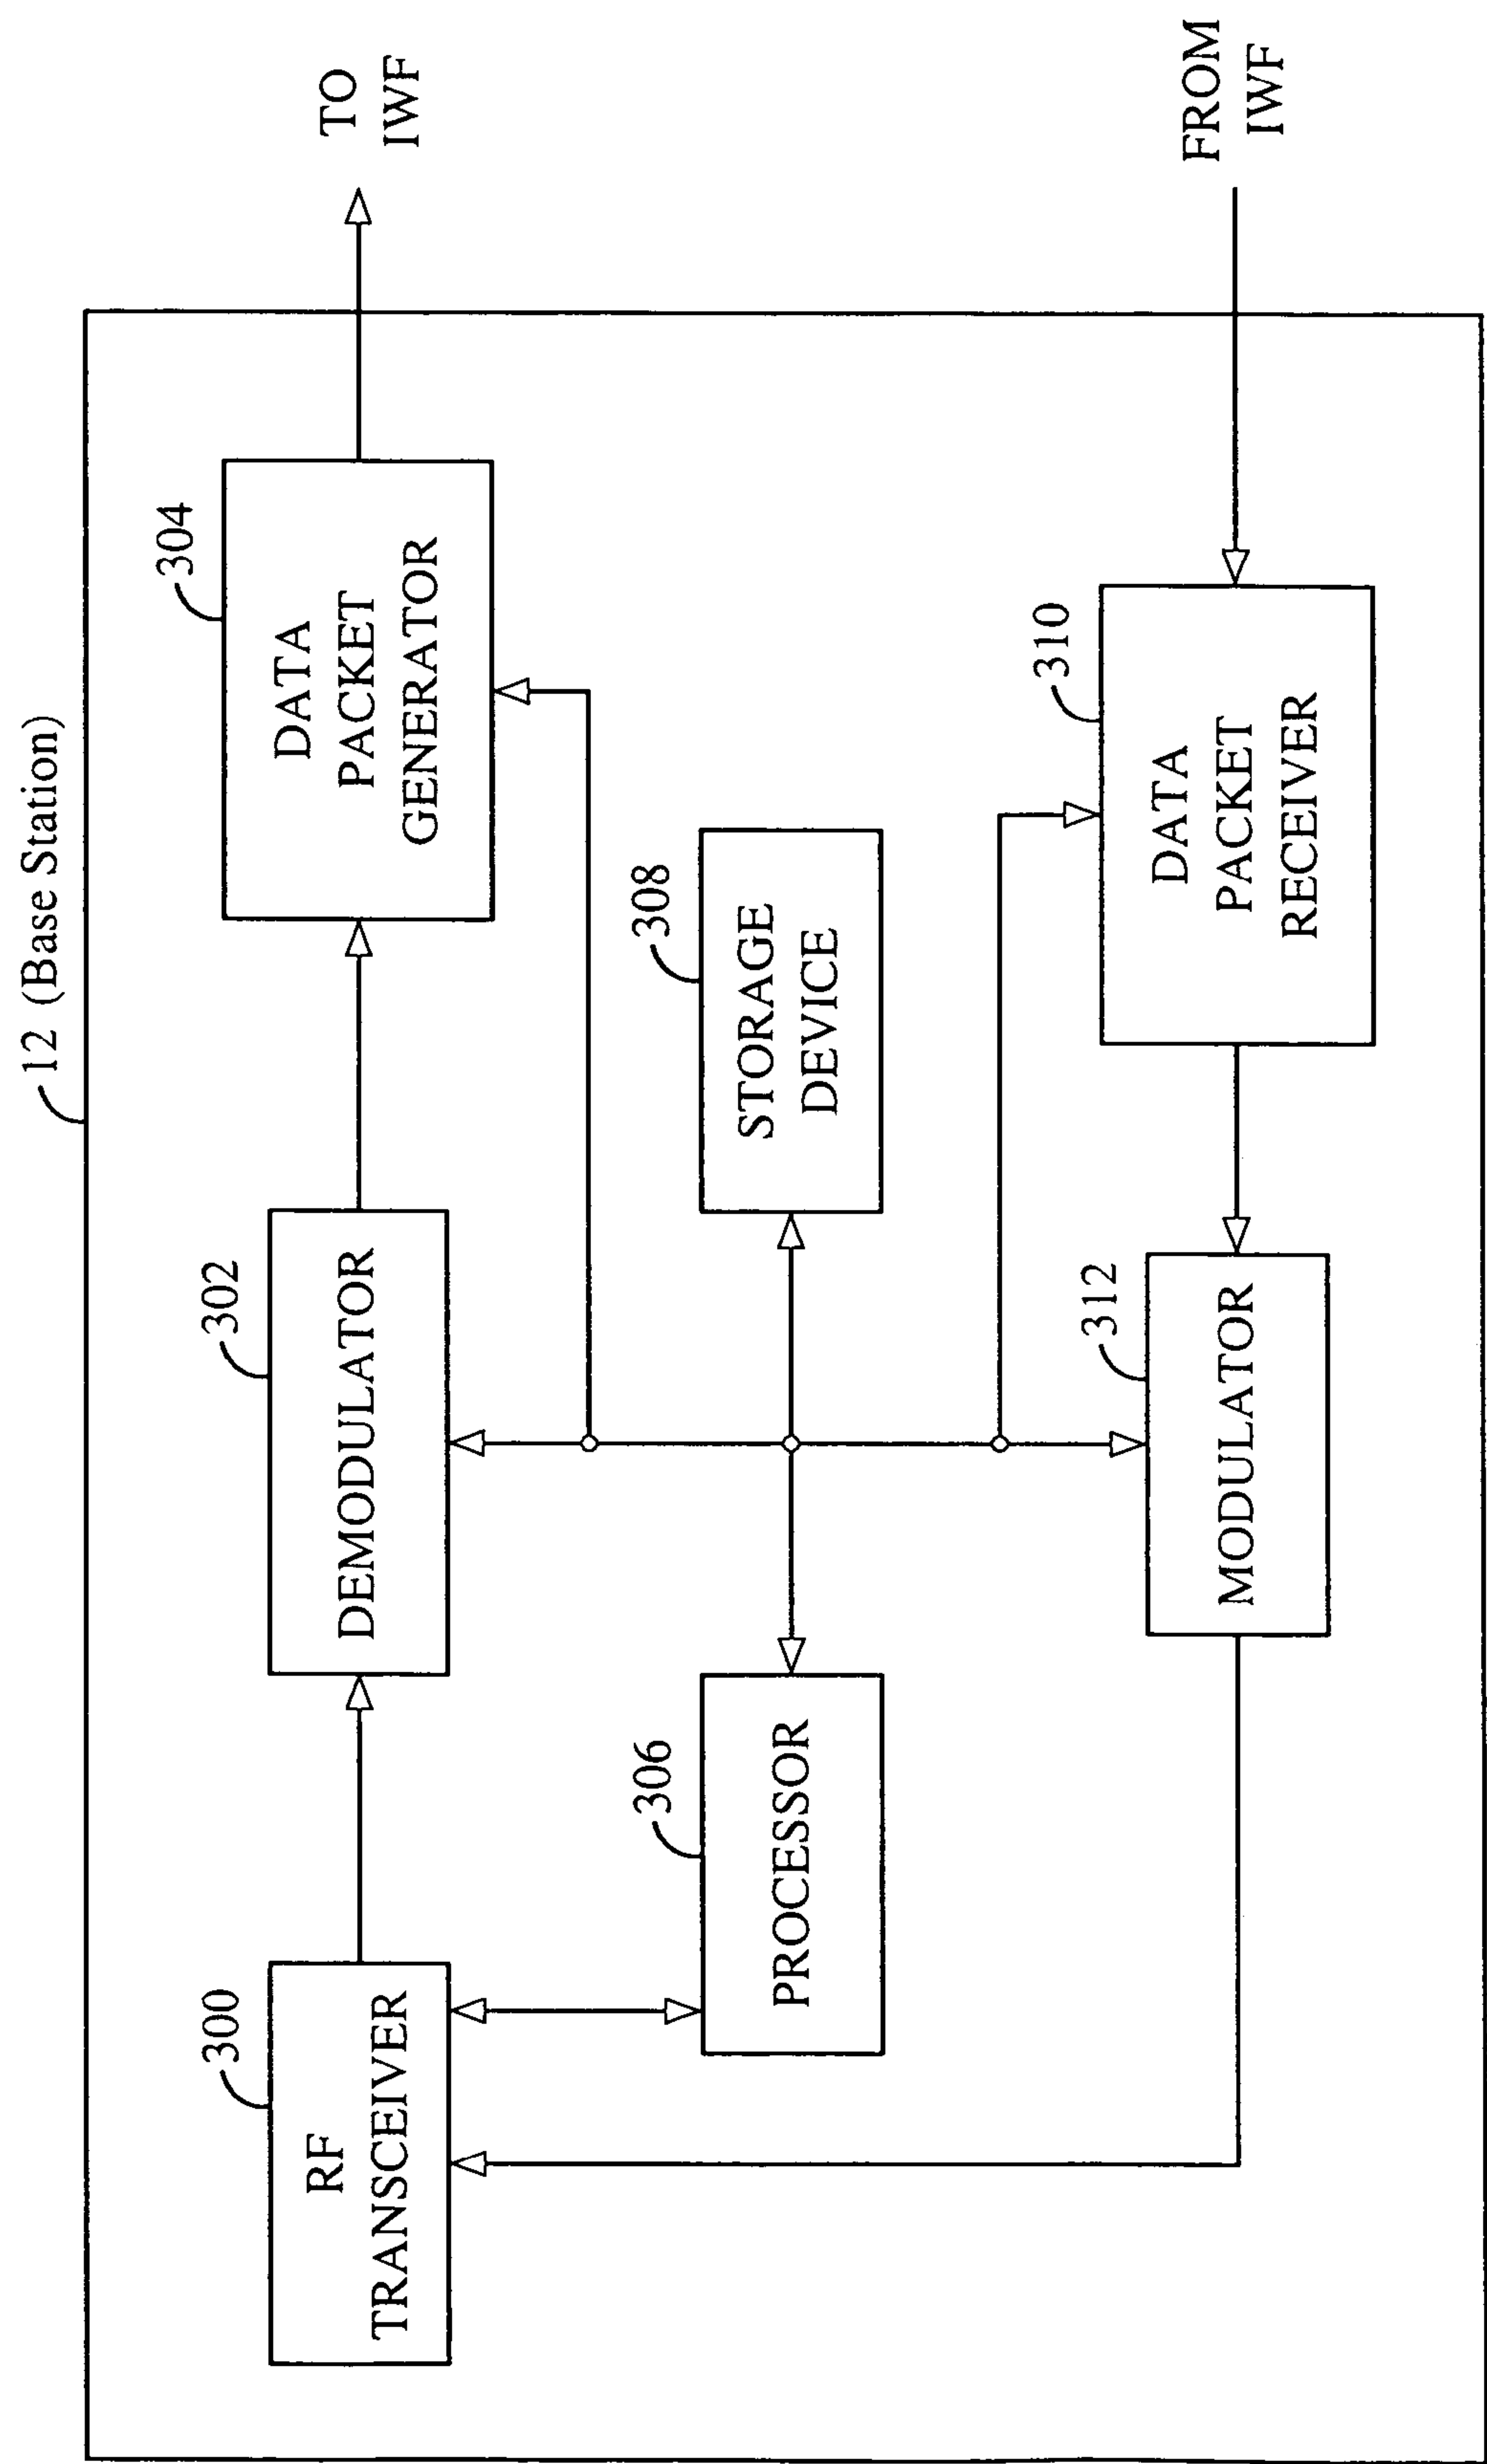 12 (Base Station)
300
RF
TRANSCEIVER
302
DEMODULATOR
304
DATA
PACKET
GENERATOR
TO
IWF
306
PROCESSOR
308
STORAGE
DEVICE
312
MODULATOR
310
DATA
PACKET
RECEIVER
FROM
IWF